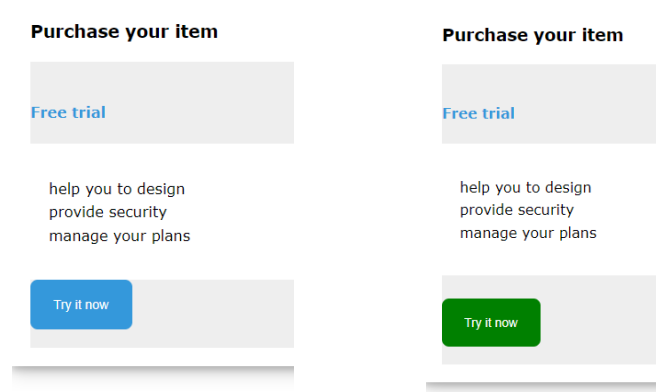 Purchase your item
Free trial
help you to design
provide security
manage your plans
Try it now
Purchase your item
Free trial
help you to design
provide security
manage your plans
Try it now